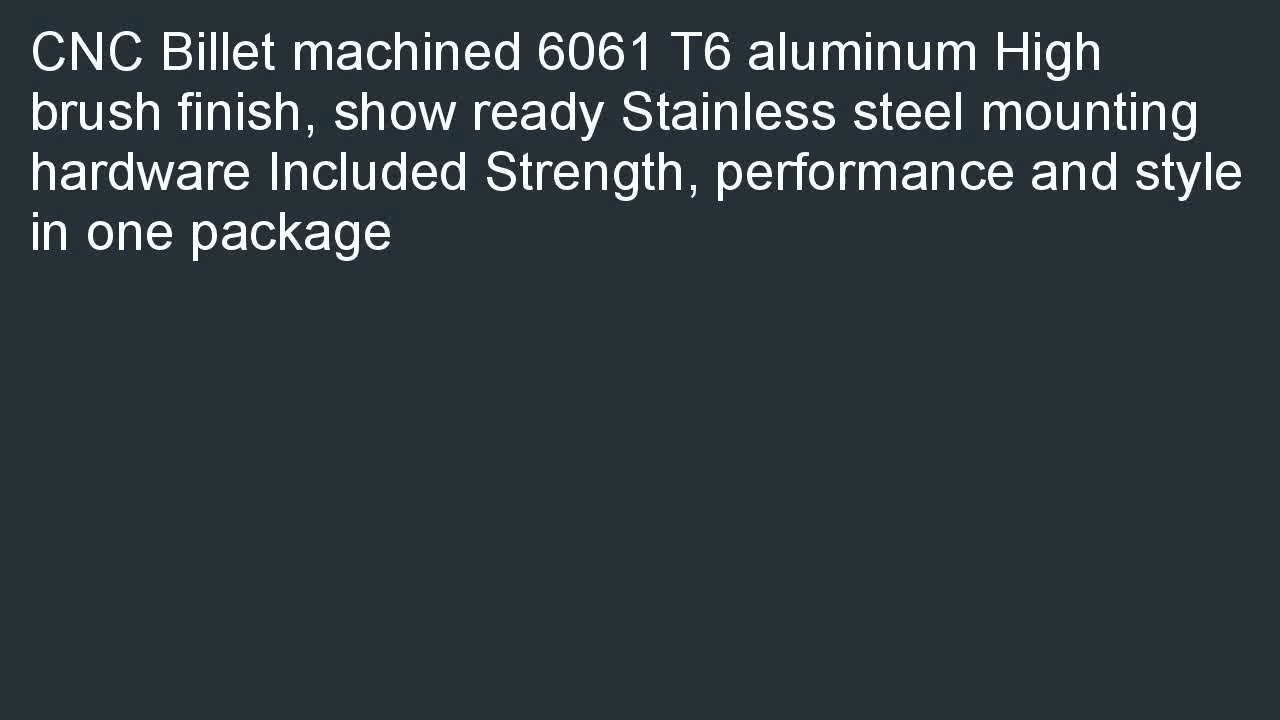 CNC Billet machined 6061 T6 aluminum High
brush finish, show ready Stainless steel mounting
hardware Included Strength, performance and style
in one package